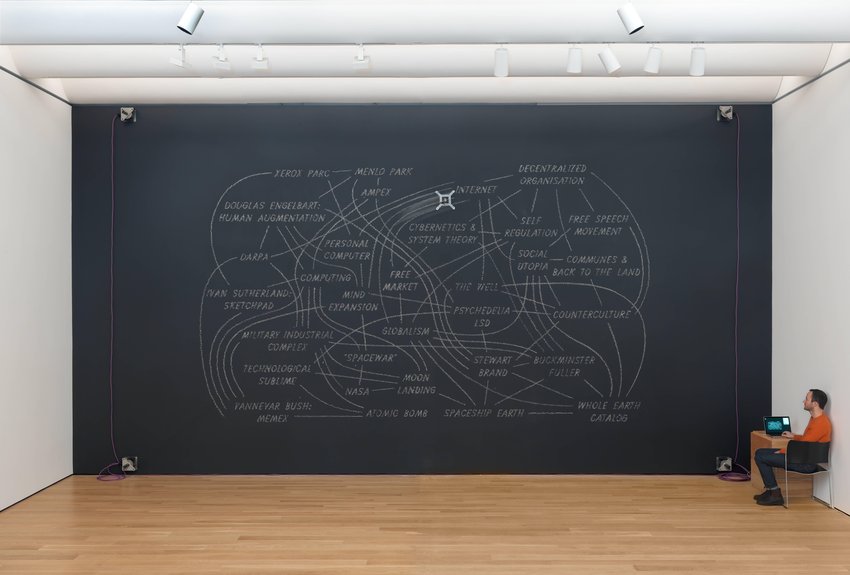 XEROX PARC
MENLO PARK
AMPEX
INTERNET
DECENTRALIZED
ORGANISATION
DOUGLAS ENGELBART:
HUMAN AUGMENTATION
CYBERNETICS &
SYSTEM THEORY
SELF
REGULATION
FREE SPEECH
MOVEMENT
PERSONAL
COMPUTER
DARPA
SOCIAL
UTOPIA
COMMUNES &
BACK TO THE LAND
COMPUTING
FREE
MARKET
THE WELL
IVAN SUTHERLAND:
SKETCHPAD
MIND
EXPANSION
PSYCHEDELIA
LSD
COUNTERCULTURE
MILITARY INDUSTRIAL
COMPLEX
GLOBALISM
"SPACEWAR"
STEWART
BRAND
BUCKMINSTER
FULLER
TECHNOLOGICAL
SUBLIME
NASA
MOON
LANDING
VANNEVAR BUSH:
MEMEX
ATOMIC BOMB
SPACESHIP EARTH
WHOLE EARTH
CATALOG